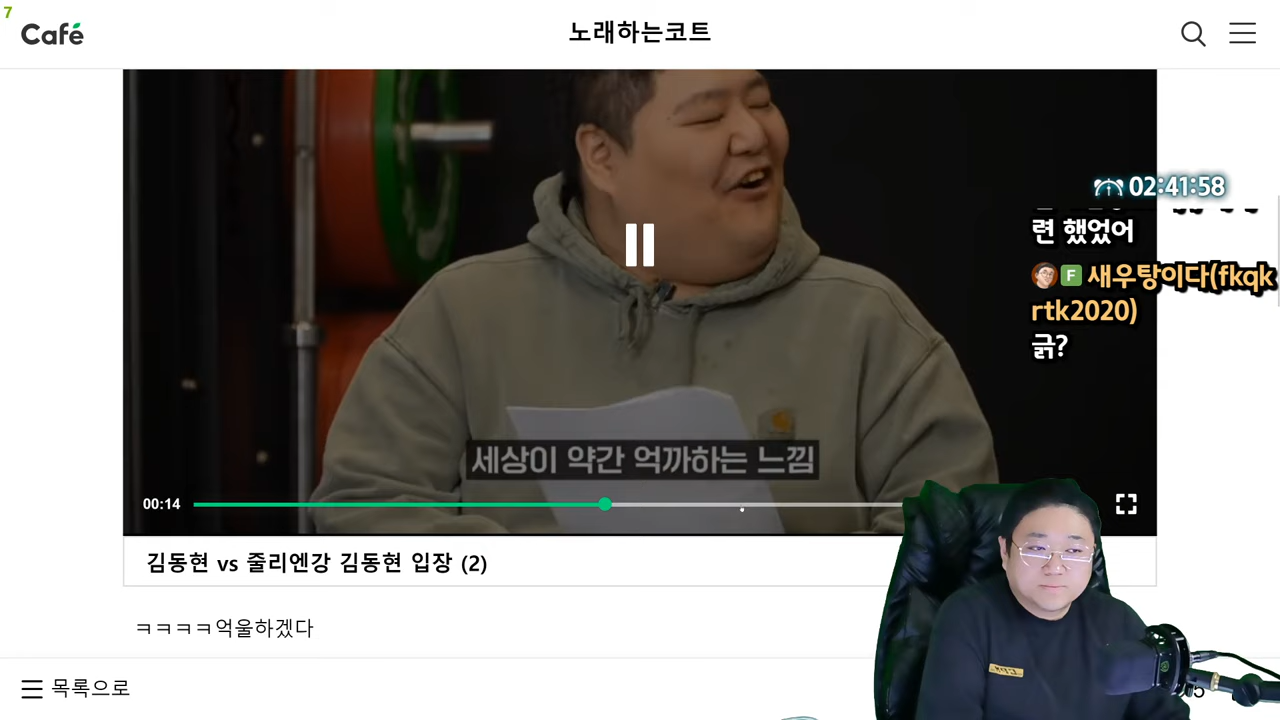 7
Café
노래하는코트
02:41:58
련 했었어
F 새우탕이다(fkqk
rtk2020)
긁?
세상이 약간 억까하는 느낌
00:14
김동현 vs 줄리엔강 김동현 입장 (2)
ㅋㅋㅋㅋ억울하겠다
목록으로